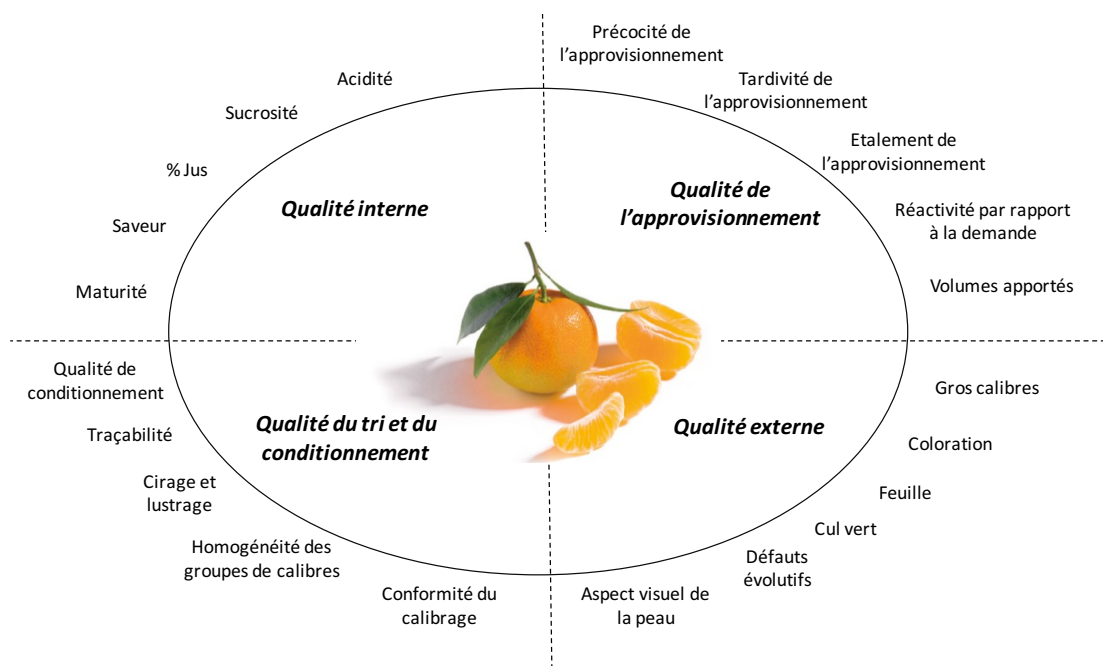 Précocité de
l'approvisionnement
Acidité
Tardivité de
l'approvisionnement
Sucrosité
Etalement de
l'approvisionnement
% Jus
Qualité interne
Qualité de
l'approvisionnement
Saveur
Réactivité par rapport
à la demande
Maturité
Volumes apportés
Qualité de
conditionnement
Gros calibres
Qualité du tri et du
conditionnement
Qualité externe
Traçabilité
Coloration
Cirage et
lustrage
Feuille
Cul vert
Homogénéité des
groupes de calibres
Défauts
évolutifs
Conformité du
calibrage
Aspect visuel de
la peau